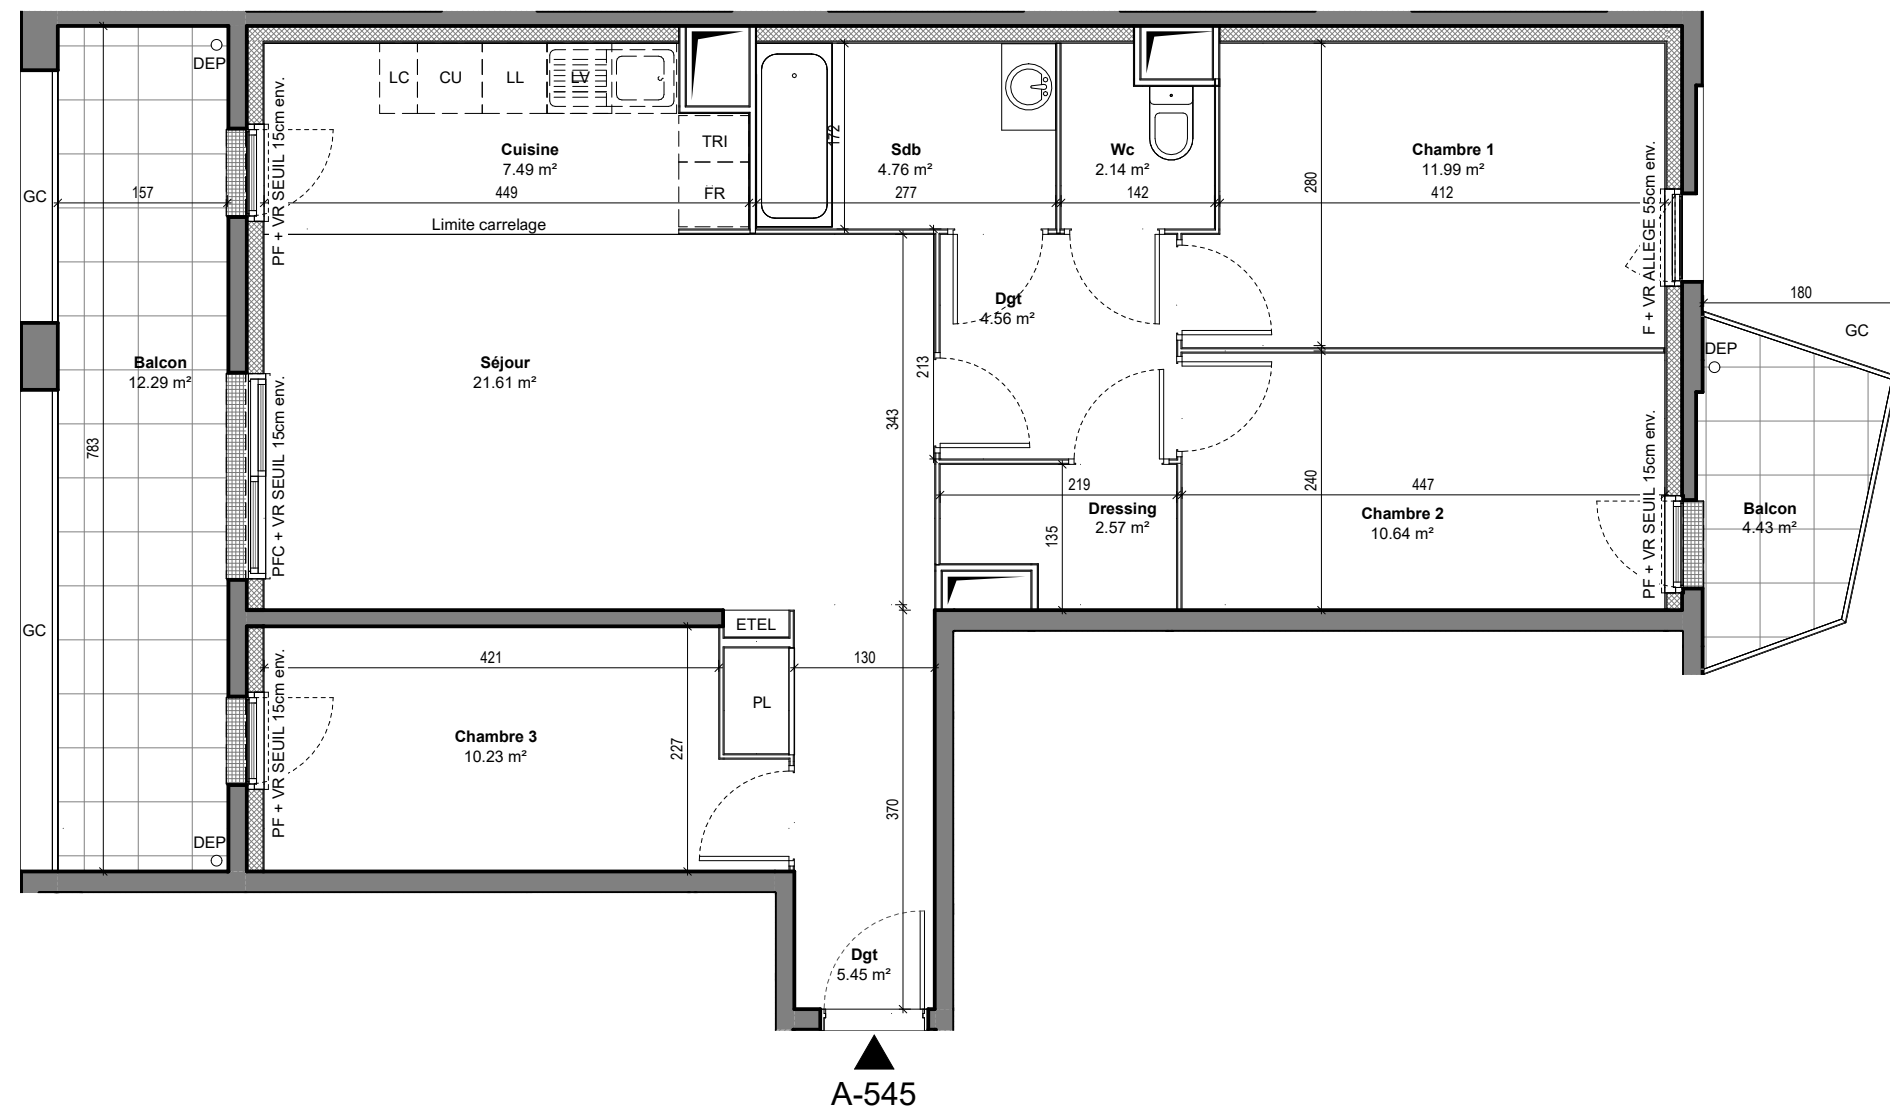 DEP
GC
157
783
Balcon
12.29 m²
GC
DEP
PF + VR SEUIL 15cm env.
PFC + VR SEUIL 15cm env.
PF + VR SEUIL 15cm env.
LC
CU
LL
LV
TRI
FR
Cuisine
7.49 m²
449
Limite carrelage
Séjour
21.61 m²
343
172
Sdb
4.76 m²
277
Wc
2.14 m²
142
Chambre 1
11.99 m²
280
412
F + VR ALLEGE 55cm env.
Dgt
4.56 m²
213
219
Dressing
2.57 m²
135
240
447
Chambre 2
10.64 m²
PF + VR SEUIL 15cm env.
180
GC
DEP
Balcon
4.43 m²
ETEL
421
130
PL
Chambre 3
10.23 m²
227
370
Dgt
5.45 m²
A-545